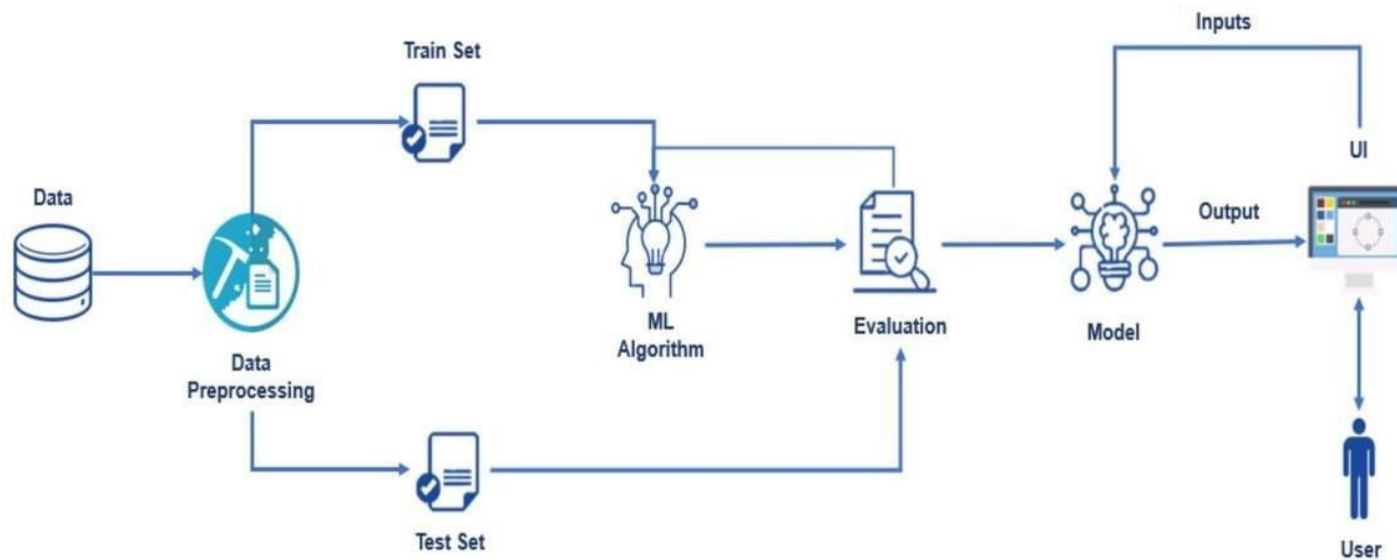 Inputs
Train Set
UI
Data
Output
ML
Algorithm
Evaluation
Model
Data
Preprocessing
Test Set
User